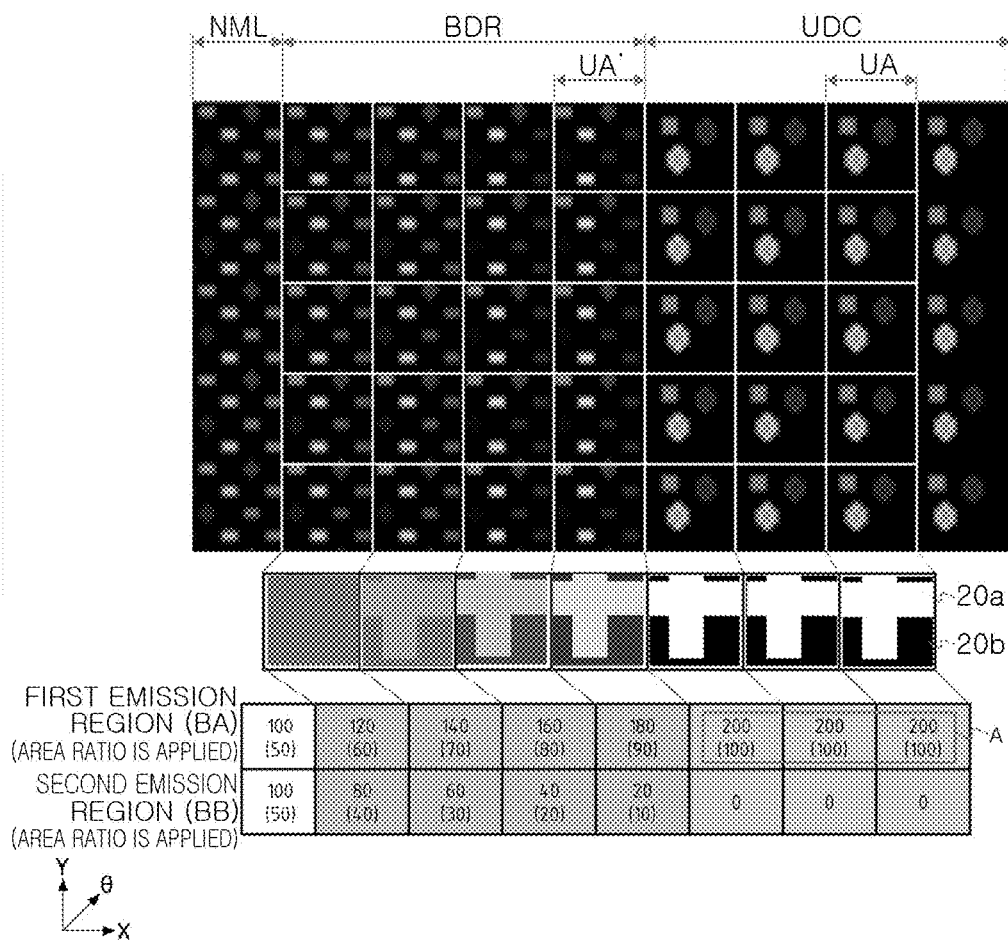 NML BDR UDC
UA' UA
20a
20b
FIRST EMISSION
REGION (BA)
(AREA RATIO IS APPLIED)
100 120 140 160 180 200 200 200
(50) (60) (70) (80) (90) (100) (100) (100)
A
SECOND EMISSION
REGION (BB)
(AREA RATIO IS APPLIED)
100 80 60 40 20 0 0 0
(50) (40) (30) (20) (10)
Y
θ
X